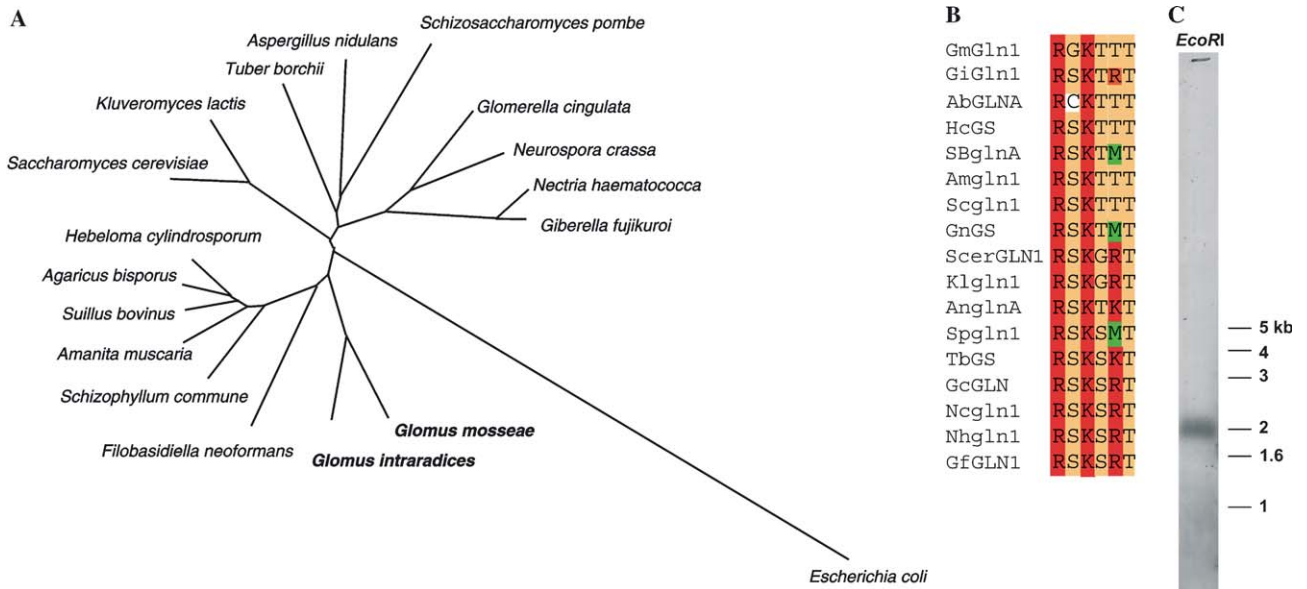 A
Schizosaccharomyces pombe
Aspergillus nidulans
Tuber borchii
Kluveromyces lactis
Glomerella cingulata
Saccharomyces cerevisiae
Neurospora crassa
Nectria haematococca
Giberella fujikuroi
Hebeloma cylindrosporum
Agaricus bisporus
Suillus bovinus
Amanita muscaria
Schizophyllum commune
Filobasidiella neoformans
Glomus mosseae
Glomus intraradices
Escherichia coli
B
GmGln1 RGKTTT
GiGln1 RSKTRT
AbGLNA RCKTTT
HcGS RSKTTT
SBglnA RSKTMT
Amgln1 RSKTTT
Scgln1 RSKTTT
GnGS RSKTMT
ScerGLN1 RSKGRT
Klgln1 RSKGRT
AnglnA RSKTKT
Spgln1 RSKSMT
TbGS RSKSKT
GcGLN RSKSRT
Ncgln1 RSKSRT
Nhgln1 RSKSRT
GfGLN1 RSKSRT
C
EcoRI
5 kb
4
3
2
1.6
1